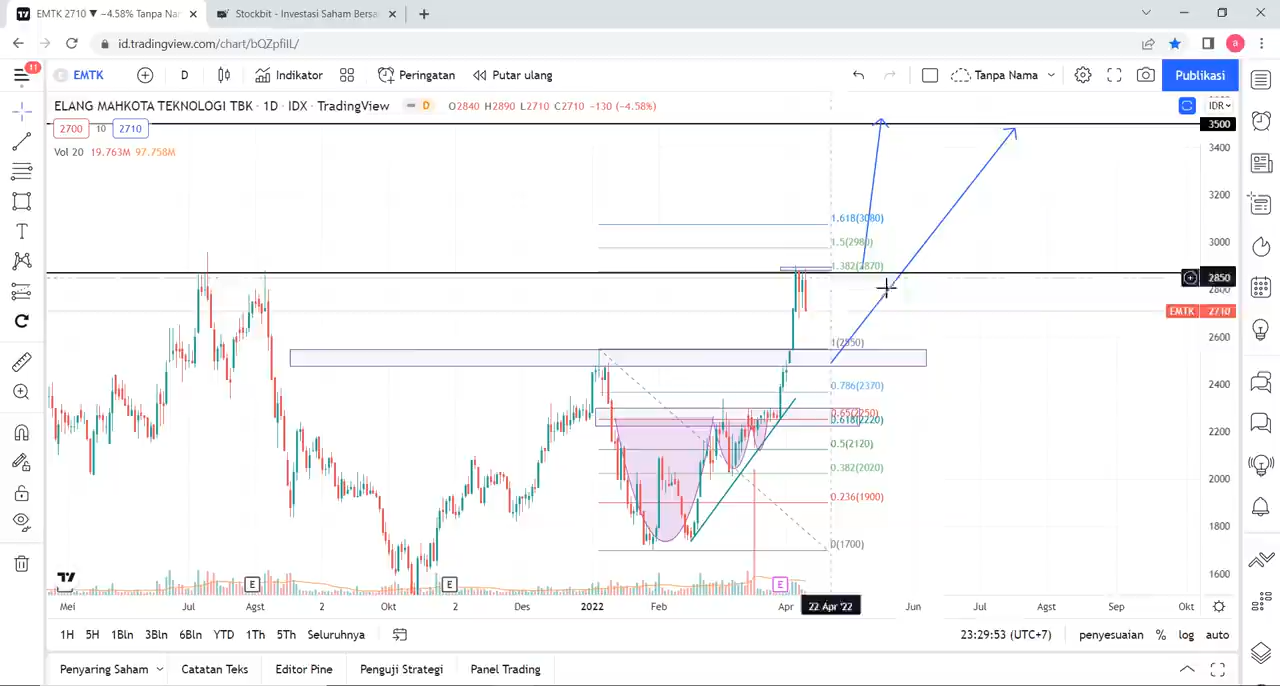 EMTK 2710 ▼ −4.58% Tanpa Nar
Stockbit - Investasi Saham Bersa
id.tradingview.com/chart/bQZpfiIL/
11
EMTK
D
Indikator
Peringatan
Putar ulang
Tanpa Nama
Publikasi
ELANG MAHKOTA TEKNOLOGI TBK · 1D · IDX · TradingView
D
O2840 H2890 L2710 C2710 −130 (−4.58%)
IDR
2700
10
2710
3500
Vol 20 19.763M 97.758M
3400
3200
1.618(3080)
1.5(2980)
3000
1.382(2870)
2850
2800
EMTK 2710
1(2550)
2600
0.786(2370)
2400
0.65(2250)
0.618(2220)
2200
0.5(2120)
0.382(2020)
2000
0.236(1900)
1800
0(1700)
1600
E
E
E
Mei
Jul
Agst
2
Okt
2
Des
2022
Feb
Apr
22 Apr '22
Jun
Jul
Agst
Sep
Okt
1H 5H 1Bln 3Bln 6Bln YTD 1Th 5Th Seluruhnya
23:29:53 (UTC+7)
penyesuaian % log auto
Penyaring Saham
Catatan Teks
Editor Pine
Penguji Strategi
Panel Trading